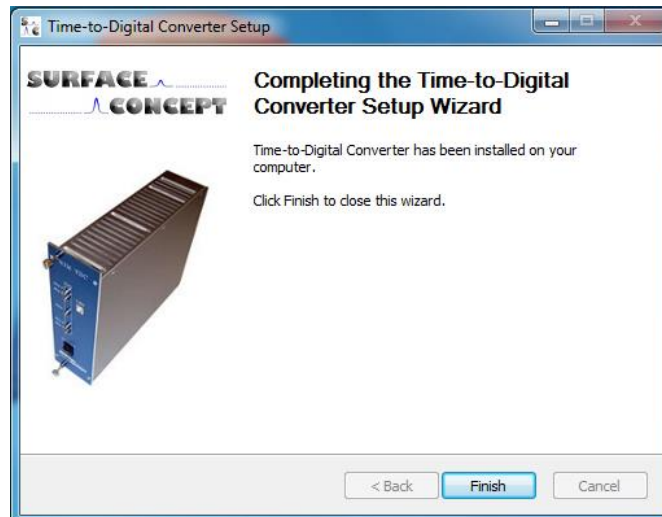 Time-to-Digital Converter Setup
SURFACE
CONCEPT
Completing the Time-to-Digital
Converter Setup Wizard
Time-to-Digital Converter has been installed on your
computer.
Click Finish to close this wizard.
< Back
Finish
Cancel